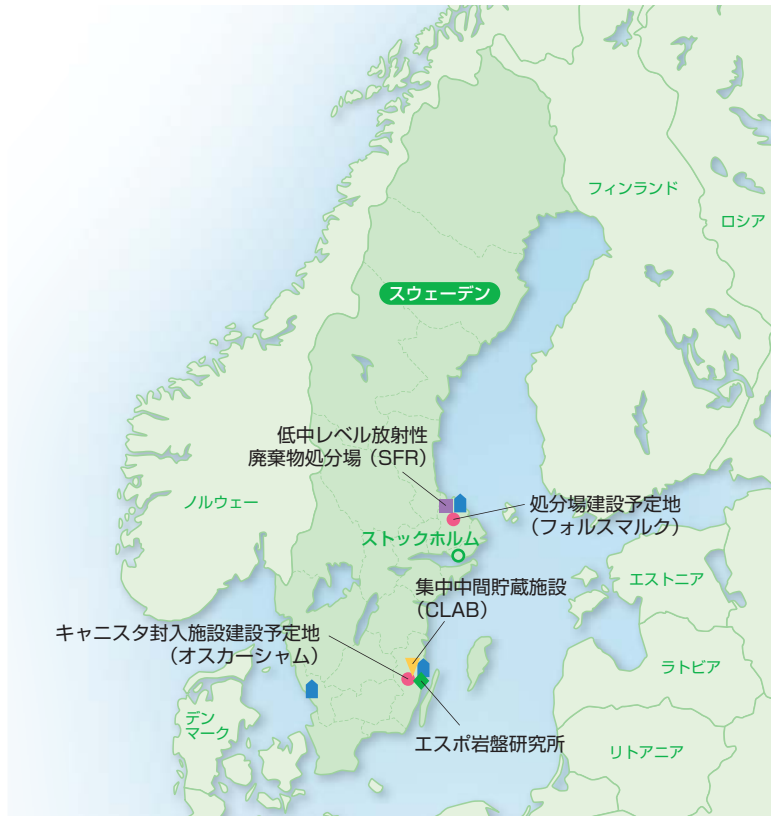 フィンランド
ロシア
スウェーデン
低中レベル放射性
廃棄物処分場（SFR）
ノルウェー
処分場建設予定地
（フォルスマルク）
ストックホルム
エストニア
集中中間貯蔵施設
（CLAB）
キャニスタ封入施設建設予定地
（オスカーシャム）
ラトビア
デン
マーク
エスポ岩盤研究所
リトアニア